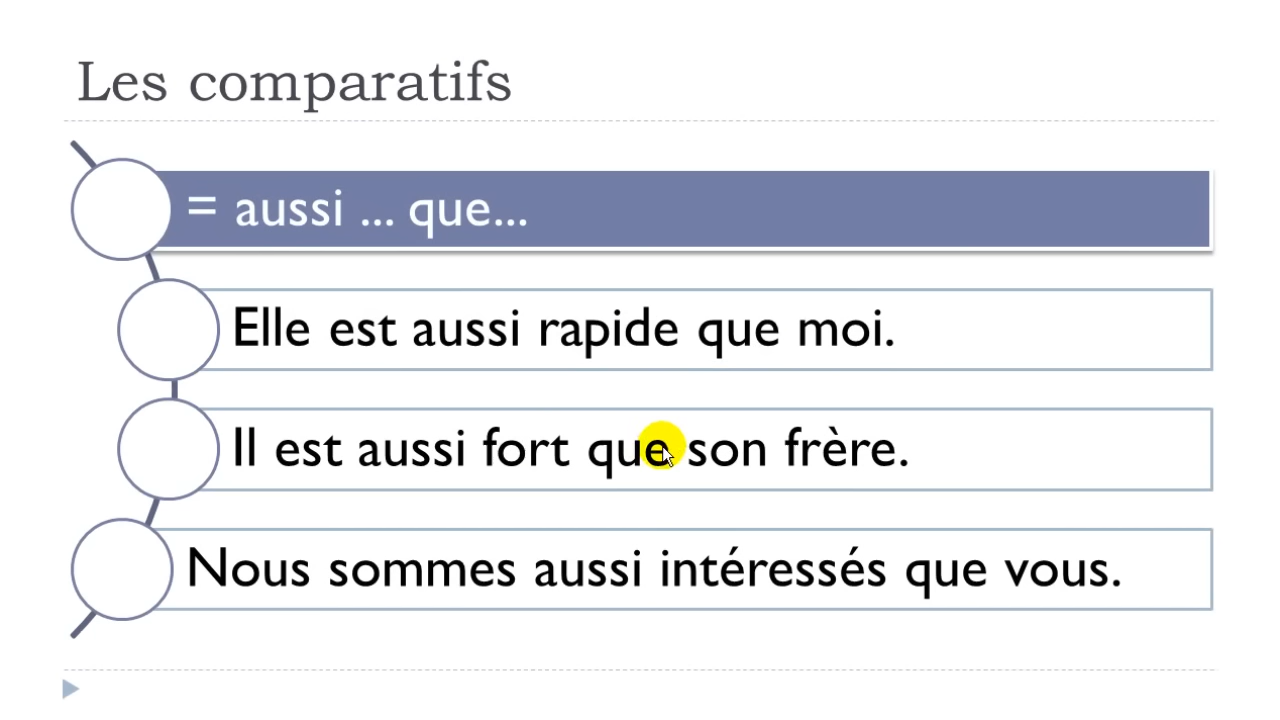 Les comparatifs
= aussi ... que...
Elle est aussi rapide que moi.
Il est aussi fort que son frère.
Nous sommes aussi intéressés que vous.